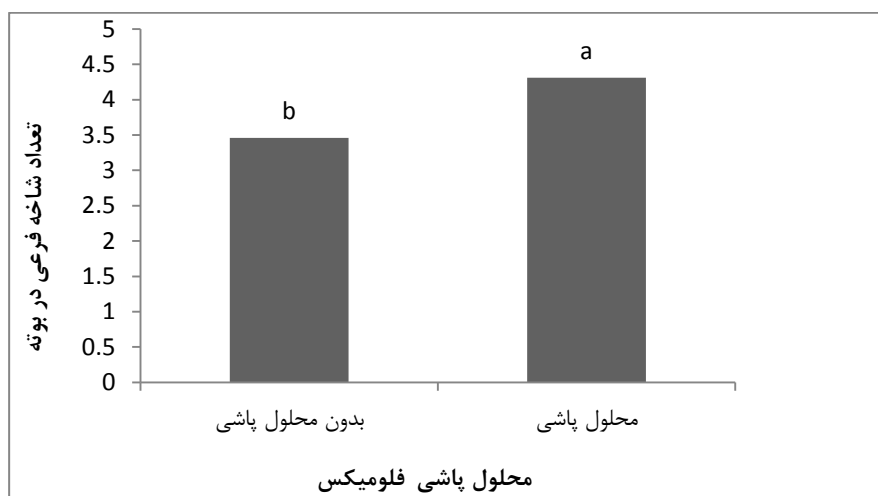 تعداد شاخه فرعی در بوته
5
4.5
4
3.5
3
2.5
2
1.5
1
0.5
0
b
a
بدون محلول پاشی
محلول پاشی
محلول پاشی فلومیکس